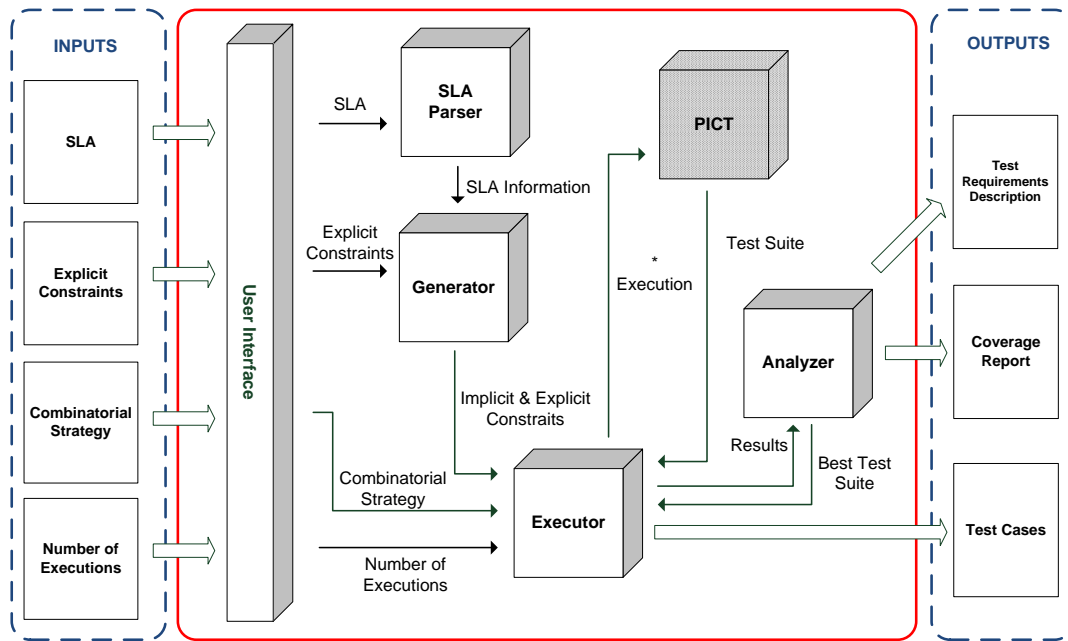 INPUTS
SLA
Explicit
Constraints
Combinatorial
Strategy
Number of
Executions
User Interface
SLA
SLA
Parser
SLA Information
Explicit
Constraints
Generator
Implicit & Explicit
Constraits
Combinatorial
Strategy
Number of
Executions
Executor
PICT
*
Execution
Test Suite
Analyzer
Results
Best Test
Suite
OUTPUTS
Test
Requirements
Description
Coverage
Report
Test Cases